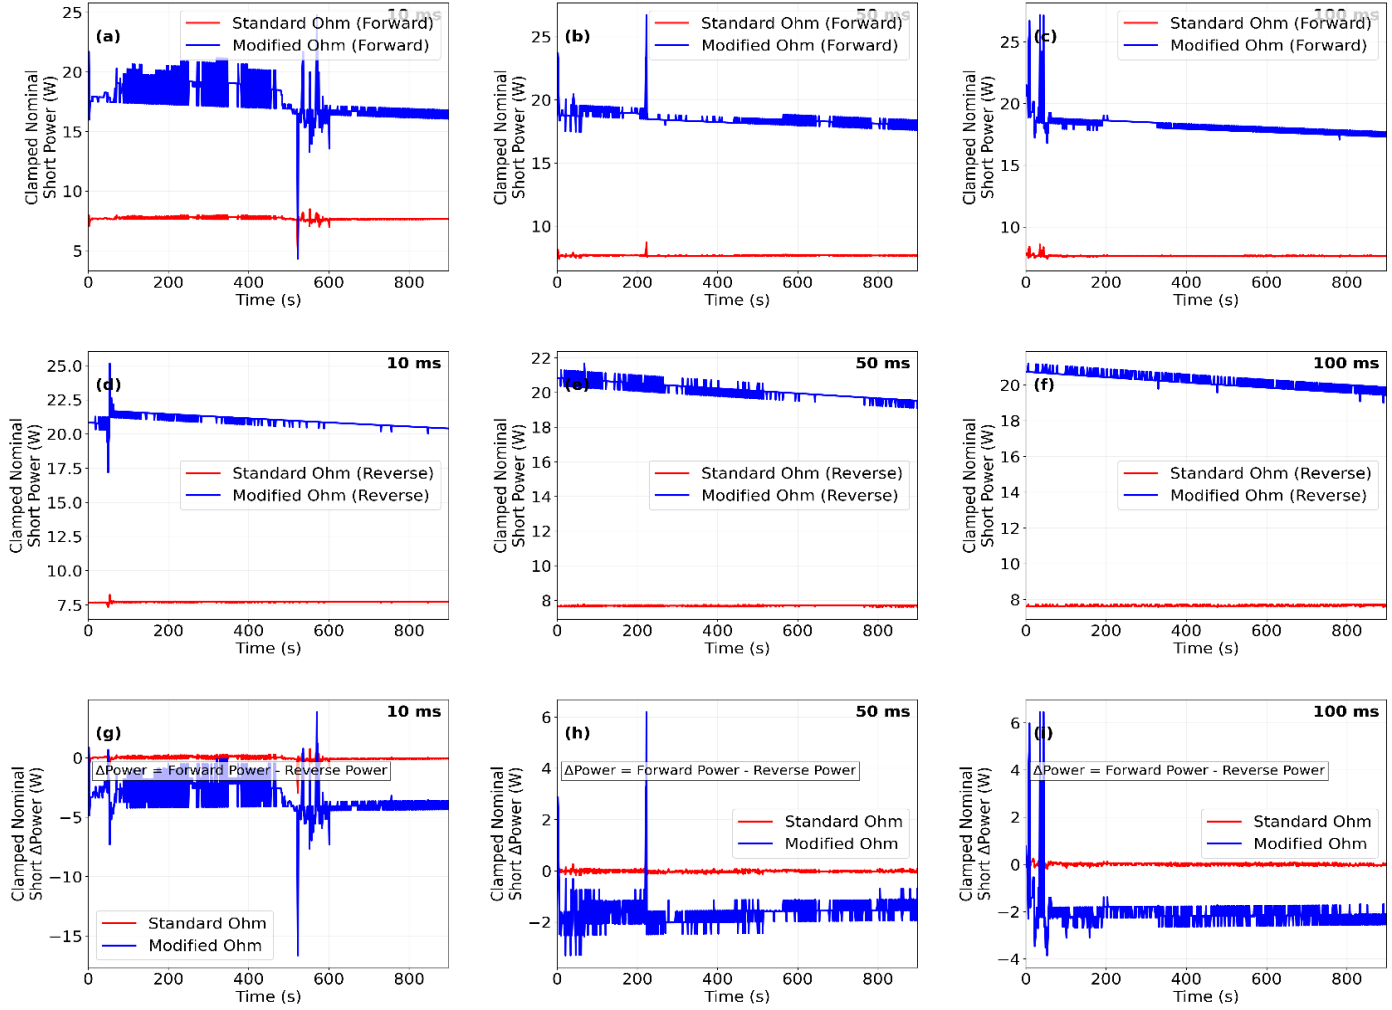 Clamped Nominal
Short Power (W)
25
20
15
10
5
(a)
10 ms
Standard Ohm (Forward)
Modified Ohm (Forward)
0
200
400
600
800
Time (s)
Clamped Nominal
Short Power (W)
25
20
15
10
(b)
50 ms
Standard Ohm (Forward)
Modified Ohm (Forward)
0
200
400
600
800
Time (s)
Clamped Nominal
Short Power (W)
25
20
15
10
(c)
100 ms
Standard Ohm (Forward)
Modified Ohm (Forward)
0
200
400
600
800
Time (s)
Clamped Nominal
Short Power (W)
25.0
22.5
20.0
17.5
15.0
12.5
10.0
7.5
10 ms
(d)
Standard Ohm (Reverse)
Modified Ohm (Reverse)
0
200
400
600
800
Time (s)
Clamped Nominal
Short Power (W)
22
20
18
16
14
12
10
8
50 ms
(e)
Standard Ohm (Reverse)
Modified Ohm (Reverse)
0
200
400
600
800
Time (s)
Clamped Nominal
Short Power (W)
20
18
16
14
12
10
8
100 ms
(f)
Standard Ohm (Reverse)
Modified Ohm (Reverse)
0
200
400
600
800
Time (s)
Clamped Nominal
Short ΔPower (W)
0
−5
−10
−15
10 ms
(g)
ΔPower = Forward Power - Reverse Power
Standard Ohm
Modified Ohm
0
200
400
600
800
Time (s)
Clamped Nominal
Short ΔPower (W)
6
4
2
0
−2
50 ms
(h)
ΔPower = Forward Power - Reverse Power
Standard Ohm
Modified Ohm
0
200
400
600
800
Time (s)
Clamped Nominal
Short ΔPower (W)
6
4
2
0
−2
−4
100 ms
(i)
ΔPower = Forward Power - Reverse Power
Standard Ohm
Modified Ohm
0
200
400
600
800
Time (s)